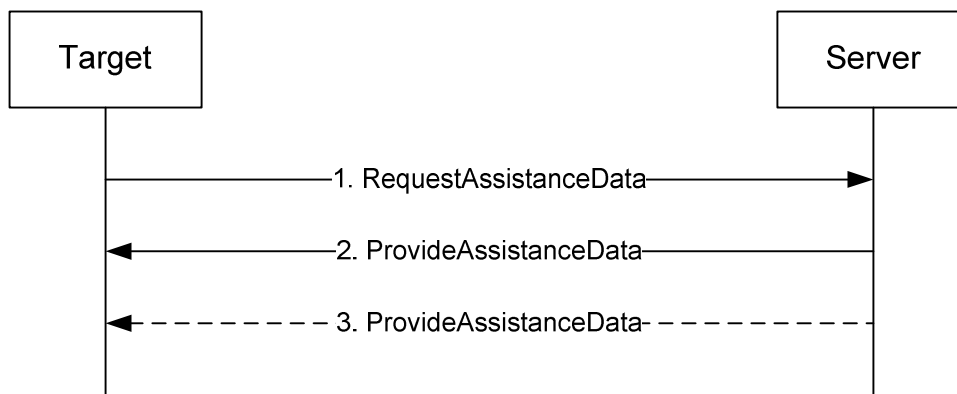 Target
Server
1. RequestAssistanceData
2. ProvideAssistanceData
3. ProvideAssistanceData